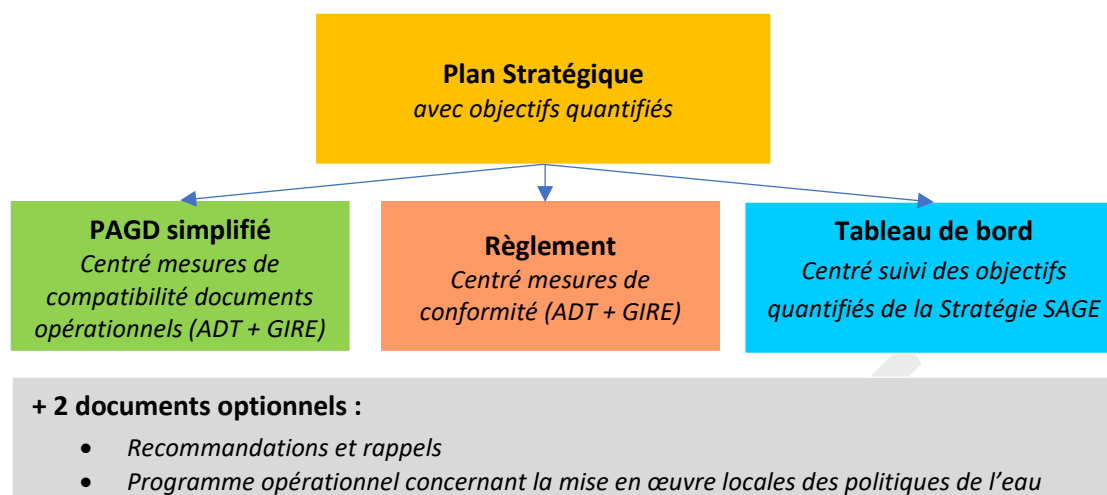 Plan Stratégique
avec objectifs quantifiés
PAGD simplifié
Centré mesures de
compatibilité documents
opérationnels (ADT + GIRE)
Règlement
Centré mesures de
conformité (ADT + GIRE)
Tableau de bord
Centré suivi des objectifs
quantifiés de la Stratégie SAGE
+ 2 documents optionnels :
• Recommandations et rappels
• Programme opérationnel concernant la mise en œuvre locales des politiques de l'eau